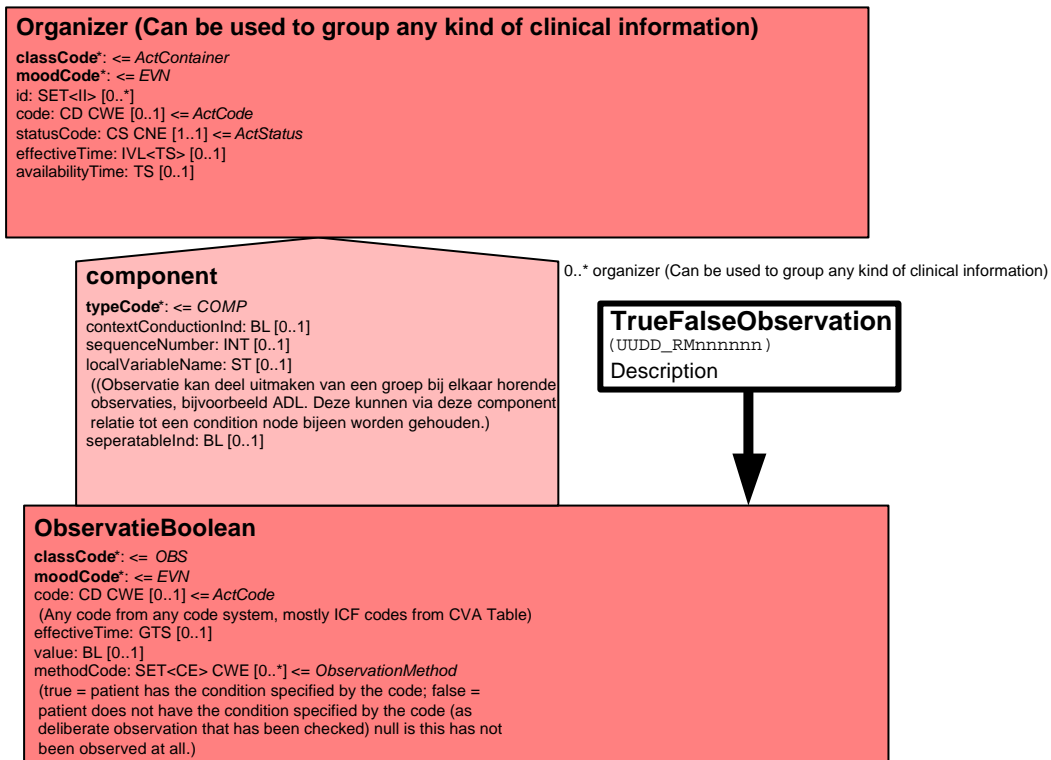 Organizer (Can be used to group any kind of clinical information)
classCode*: <= ActContainer
moodCode*: <= EVN
id: SET<II> [0..*]
code: CD CWE [0..1] <= ActCode
statusCode: CS CNE [1..1] <= ActStatus
effectiveTime: IVL<TS> [0..1]
availabilityTime: TS [0..1]
component
typeCode*: <= COMP
contextConductionInd: BL [0..1]
sequenceNumber: INT [0..1]
localVariableName: ST [0..1]
((Observatie kan deel uitmaken van een groep bij elkaar horende
observaties, bijvoorbeeld ADL. Deze kunnen via deze component
relatie tot een condition node bijeen worden gehouden.)
seperatableInd: BL [0..1]
0..* organizer (Can be used to group any kind of clinical information)
TrueFalseObservation
(UUDD_RMnnnnnn)
Description
ObservatieBoolean
classCode*: <= OBS
moodCode*: <= EVN
code: CD CWE [0..1] <= ActCode
(Any code from any code system, mostly ICF codes from CVA Table)
effectiveTime: GTS [0..1]
value: BL [0..1]
methodCode: SET<CE> CWE [0..*] <= ObservationMethod
(true = patient has the condition specified by the code; false =
patient does not have the condition specified by the code (as
deliberate observation that has been checked) null is this has not
been observed at all.)